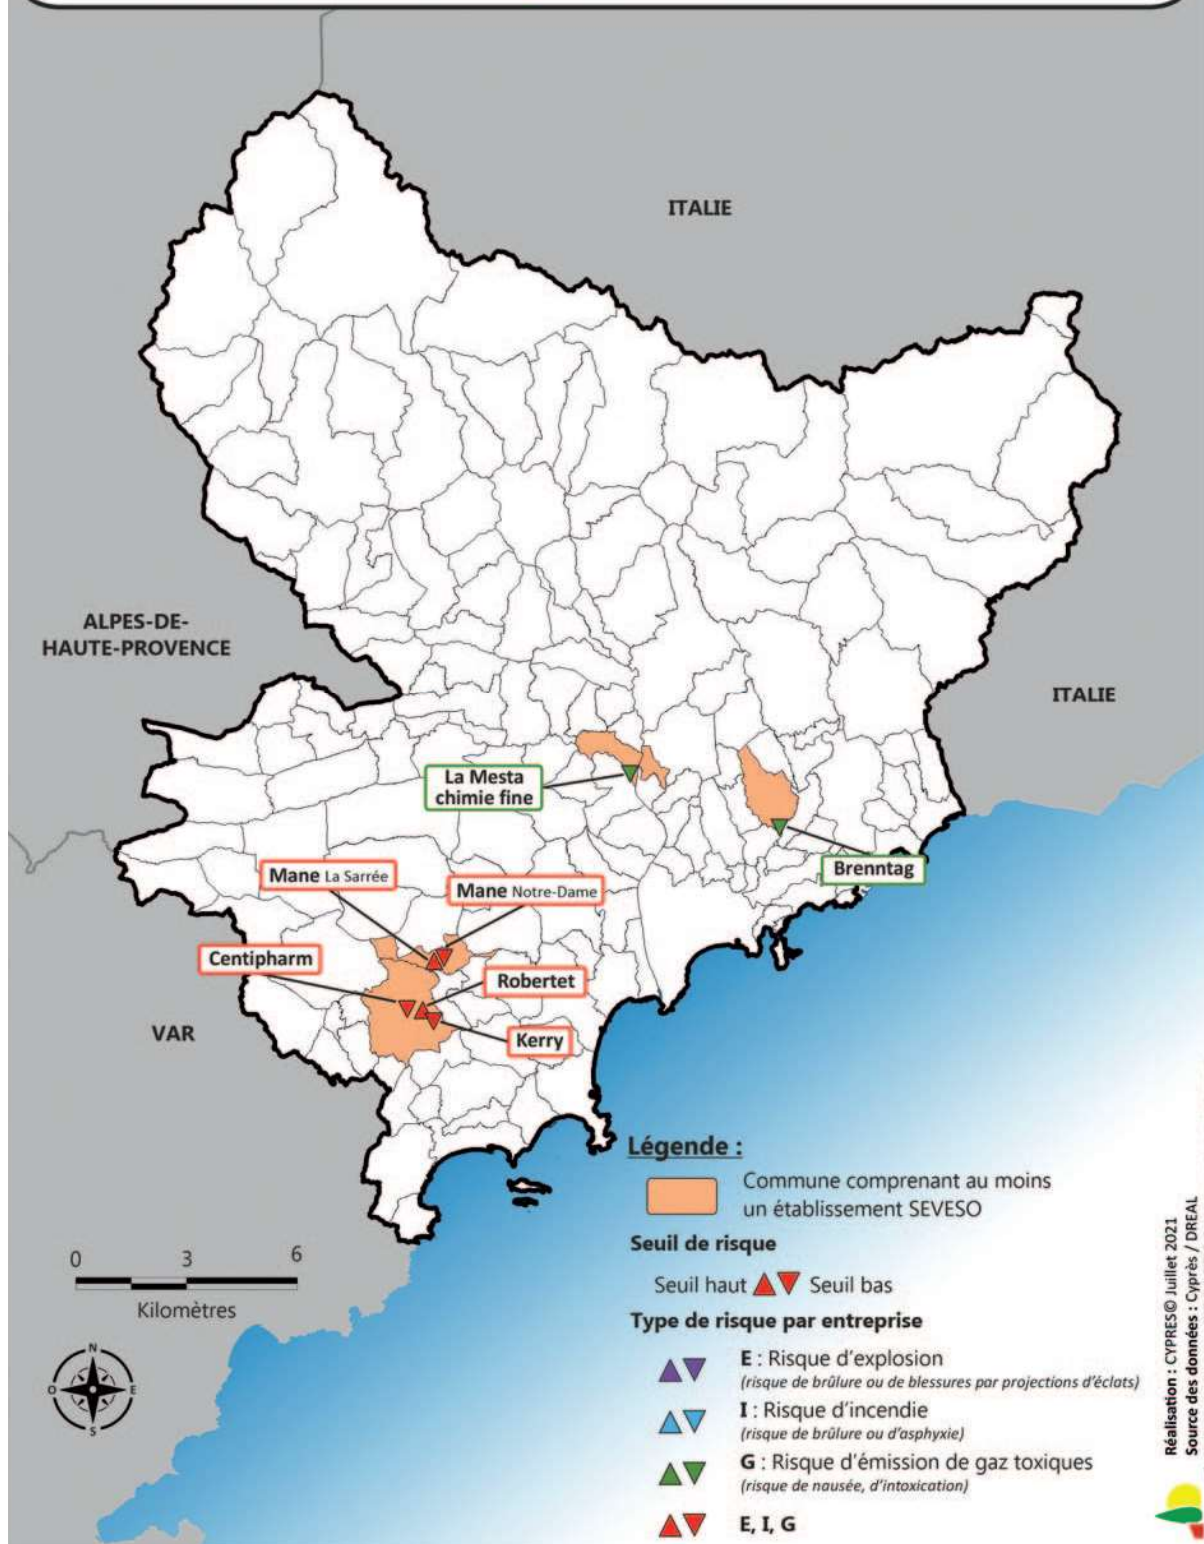 ITALIE
ALPES-DE-
HAUTE-PROVENCE
ITALIE
La Mesta
chimie fine
Brenntag
Mane La Sarrée
Mane Notre-Dame
Centipharm
Robertet
VAR
Kerry
Légende :
Commune comprenant au moins
un établissement SEVESO
Seuil de risque
Seuil haut Seuil bas
Type de risque par entreprise
E : Risque d'explosion
(risque de brûlure ou de blessures par projections d'éclats)
I : Risque d'incendie
(risque de brûlure ou d'asphyxie)
G : Risque d'émission de gaz toxiques
(risque de nausée, d'intoxication)
E, I, G
0 3 6
Kilomètres
N
O E
S
Réalisation : CYPRES© Juillet 2021
Source des données : Cyprès / DREAL